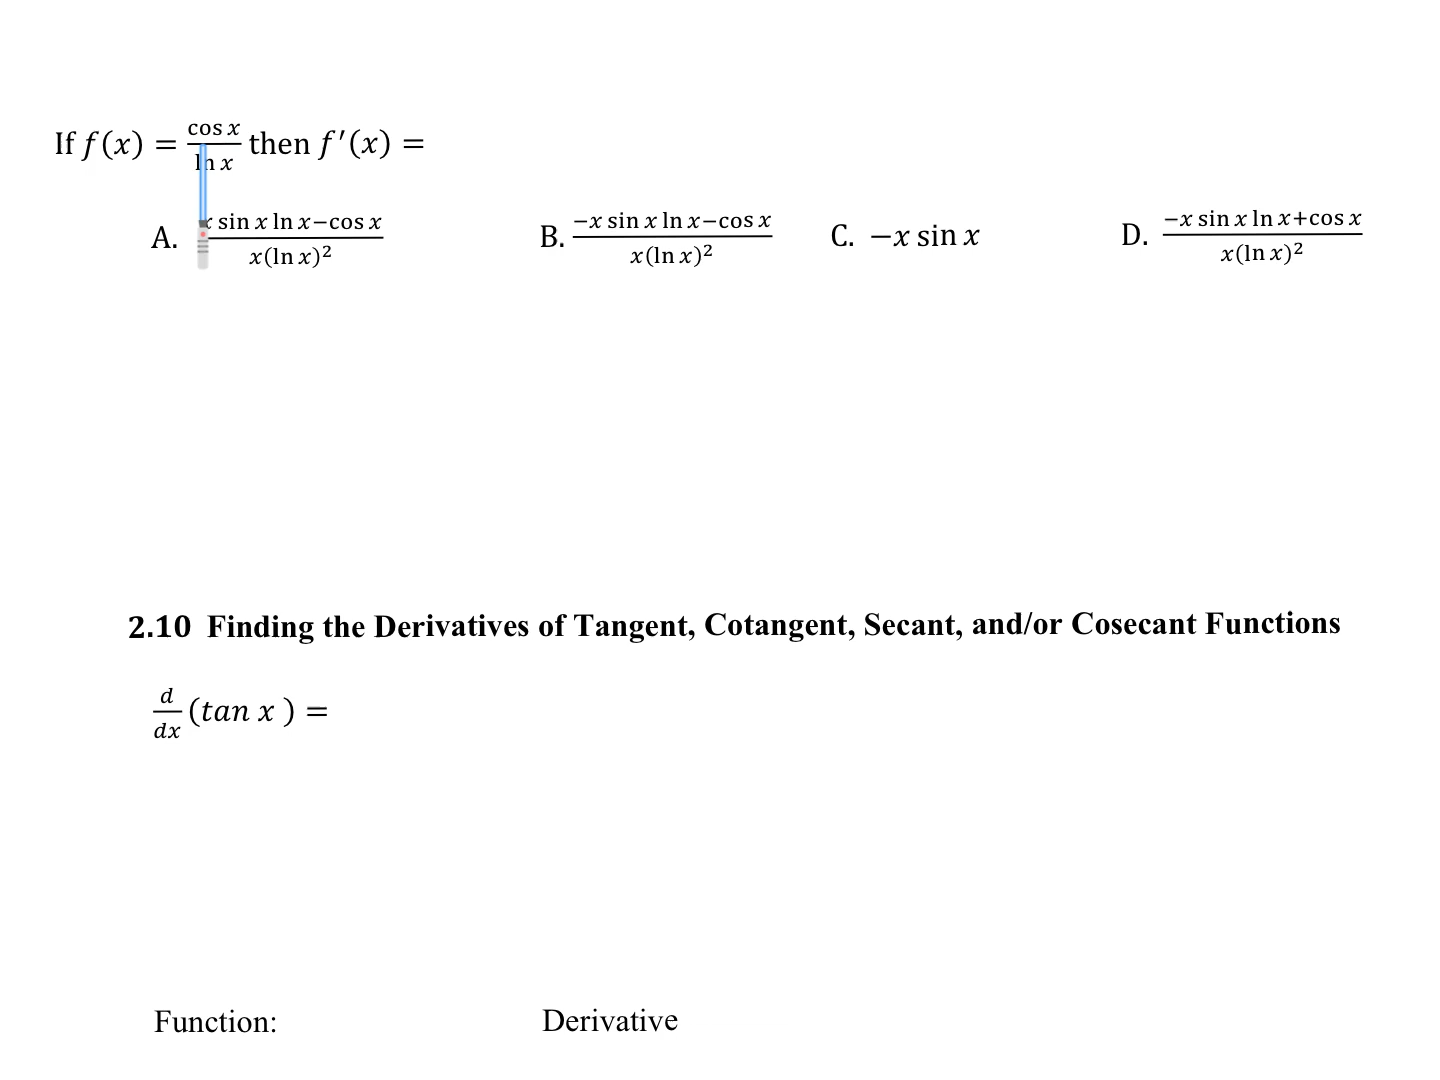 If f(x) = cos x / ln x then f′(x) =
A. x sin x ln x−cos x / x(ln x)² B. −x sin x ln x−cos x / x(ln x)² C. −x sin x D. −x sin x ln x+cos x / x(ln x)²
2.10 Finding the Derivatives of Tangent, Cotangent, Secant, and/or Cosecant Functions
d/dx (tan x ) =
Function: Derivative